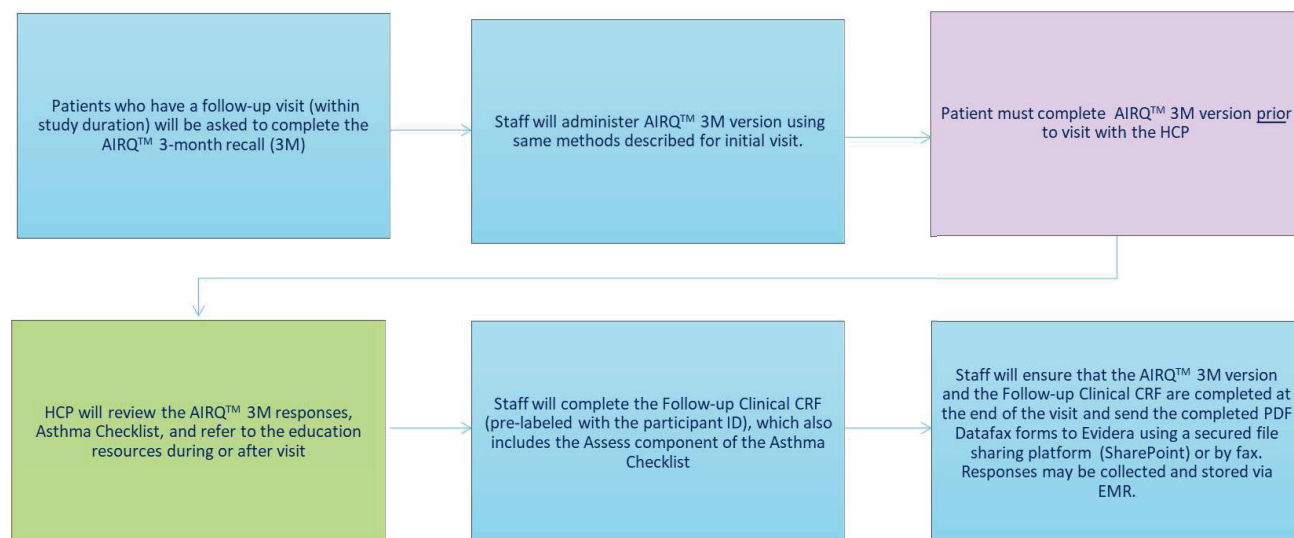 Patients who have a follow-up visit (within
study duration) will be asked to complete the
AIRQ™ 3-month recall (3M)
Staff will administer AIRQ™ 3M version using
same methods described for initial visit.
Patient must complete AIRQ™ 3M version prior
to visit with the HCP
HCP will review the AIRQ™ 3M responses,
Asthma Checklist, and refer to the education
resources during or after visit
Staff will complete the Follow-up Clinical CRF
(pre-labeled with the participant ID), which also
includes the Assess component of the Asthma
Checklist
Staff will ensure that the AIRQ™ 3M version
and the Follow-up Clinical CRF are completed at
the end of the visit and send the completed PDF
Datafax forms to Evidera using a secured file
sharing platform (SharePoint) or by fax.
Responses may be collected and stored via
EMR.